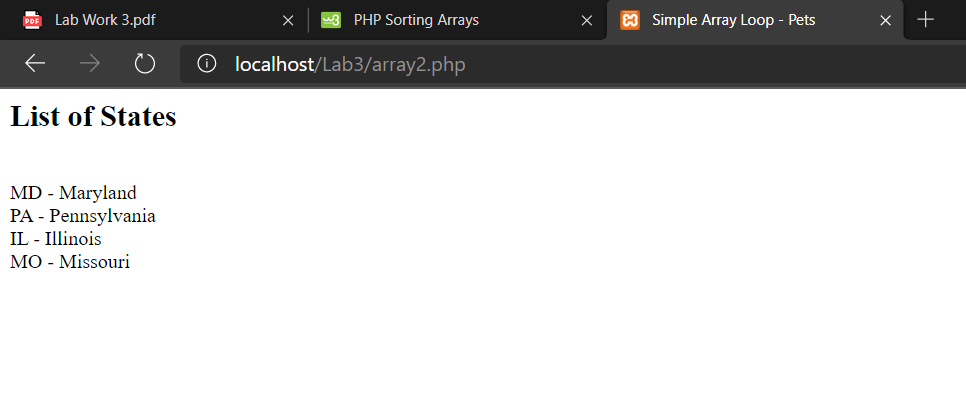 Lab Work 3.pdf
PHP Sorting Arrays
Simple Array Loop - Pets
localhost/Lab3/array2.php
List of States
MD - Maryland
PA - Pennsylvania
IL - Illinois
MO - Missouri